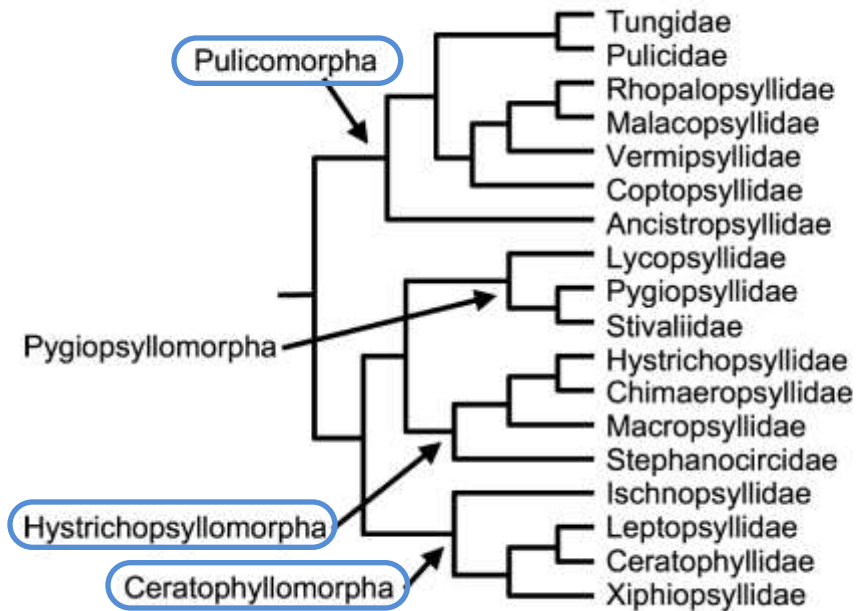 Tungidae
Pulicomorpha
Pulicidae
Rhopalopsyllidae
Malacopsyllidae
Vermipsyllidae
Coptopsyllidae
Ancistropsyllidae
Lycopsyllidae
Pygiopsyllidae
Stivaliidae
Pygiopsyllomorpha
Hystrichopsyllidae
Chimaeropsyllidae
Macropsyllidae
Stephanocircidae
Ischnopsyllidae
Hystrichopsyllomorpha
Leptopsyllidae
Ceratophyllidae
Ceratophyllomorpha
Xiphiopsyllidae